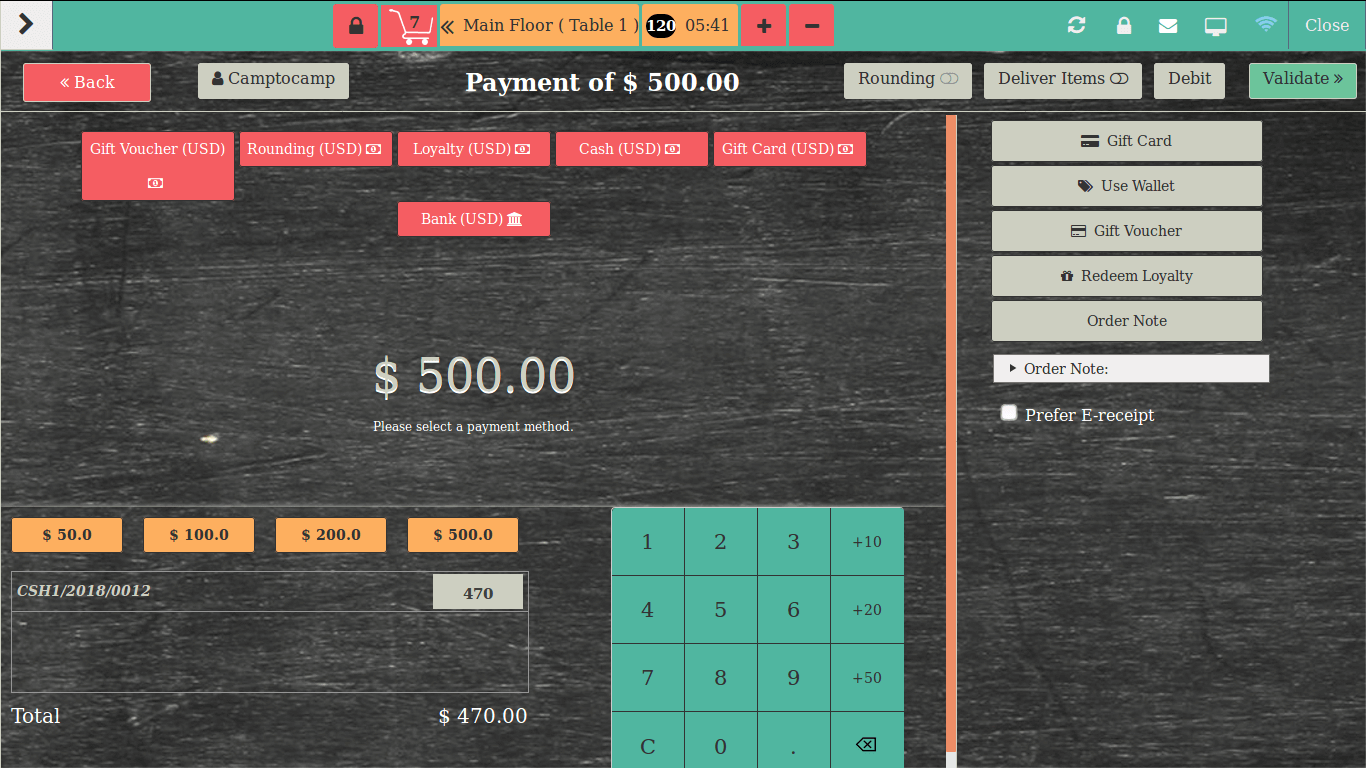 7
Main Floor ( Table 1 )
120 05:41
Close
Back
Camptocamp
Payment of $ 500.00
Rounding
Deliver Items
Debit
Validate
Gift Voucher (USD)
Rounding (USD)
Loyalty (USD)
Cash (USD)
Gift Card (USD)
Bank (USD)
$ 500.00
Please select a payment method.
Gift Card
Use Wallet
Gift Voucher
Redeem Loyalty
Order Note
Order Note:
Prefer E-receipt
$ 50.0
$ 100.0
$ 200.0
$ 500.0
CSH1/2018/0012
470
Total
$ 470.00
1 2 3 +10
4 5 6 +20
7 8 9 +50
C 0 .